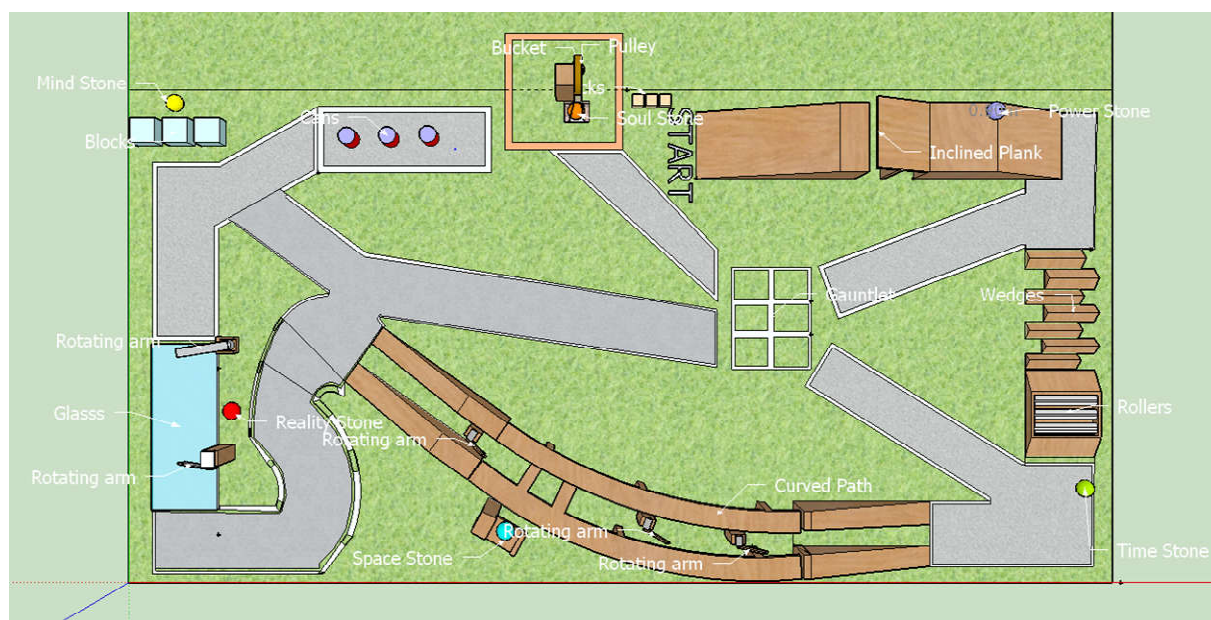 Bucket
Pulley
Mind Stone
Cans
ks
Soul Stone
Power Stone
Blocks
START
Inclined Plank
Gauntlet
Wedges
Rotating arm
Glasss
Reality Stone
Rotating arm
Rollers
Rotating arm
Curved Path
Rotating arm
Space Stone
Rotating arm
Time Stone